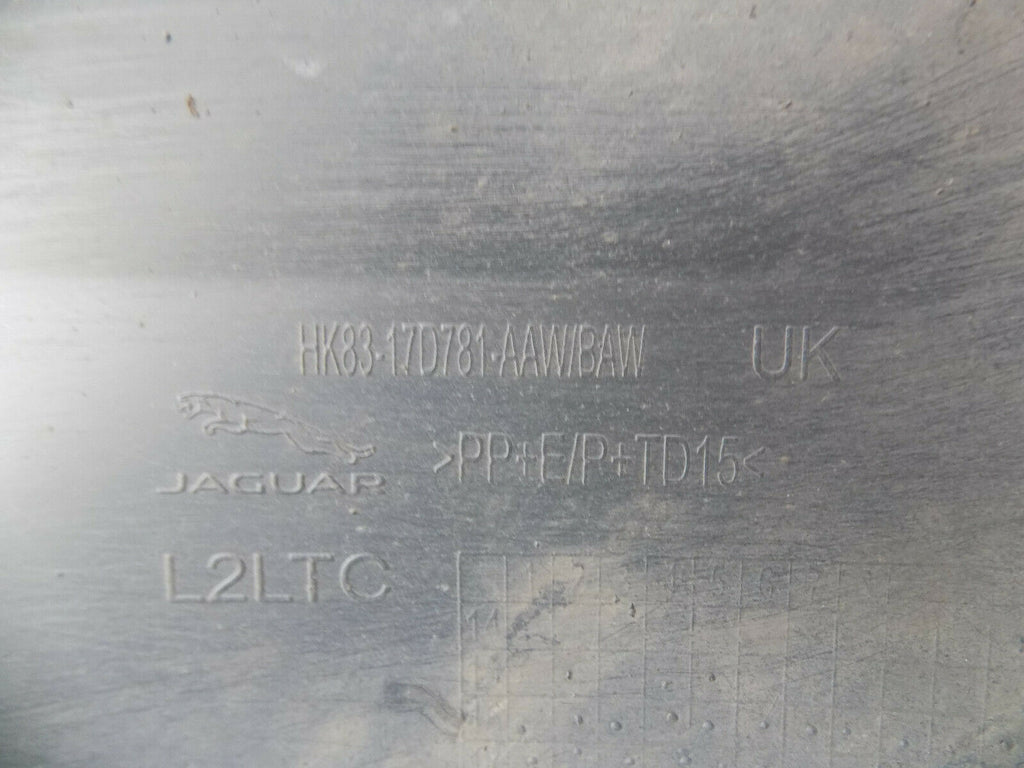 HK83-17D781-AAW/BAW UK
JAGUAR
>PP+E/P+TD15<
L2LTC